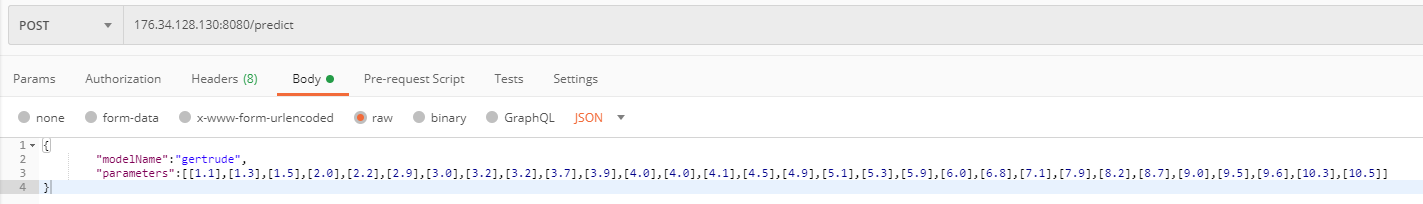 POST 176.34.128.130:8080/predict
Params Authorization Headers (8) Body Pre-request Script Tests Settings
none form-data x-www-form-urlencoded raw binary GraphQL JSON
1 {
2 "modelName":"gertrude",
3 "parameters":[[1.1],[1.3],[1.5],[2.0],[2.2],[2.9],[3.0],[3.2],[3.2],[3.7],[3.9],[4.0],[4.0],[4.1],[4.5],[4.9],[5.1],[5.3],[5.9],[6.0],[6.8],[7.1],[7.9],[8.2],[8.7],[9.0],[9.5],[9.6],[10.3],[10.5]]
4 }